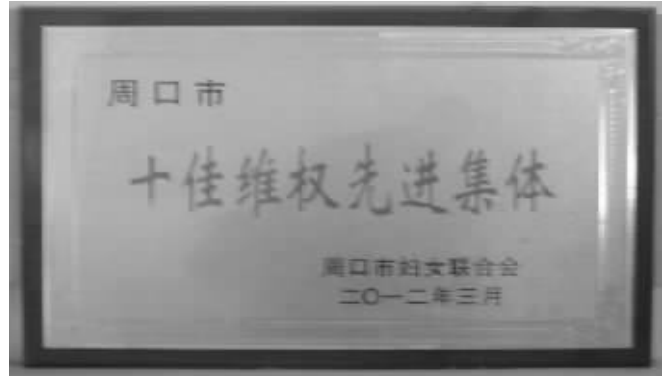 周口市
十佳维权先进集体
周口市妇女联合会
二〇一二年三月